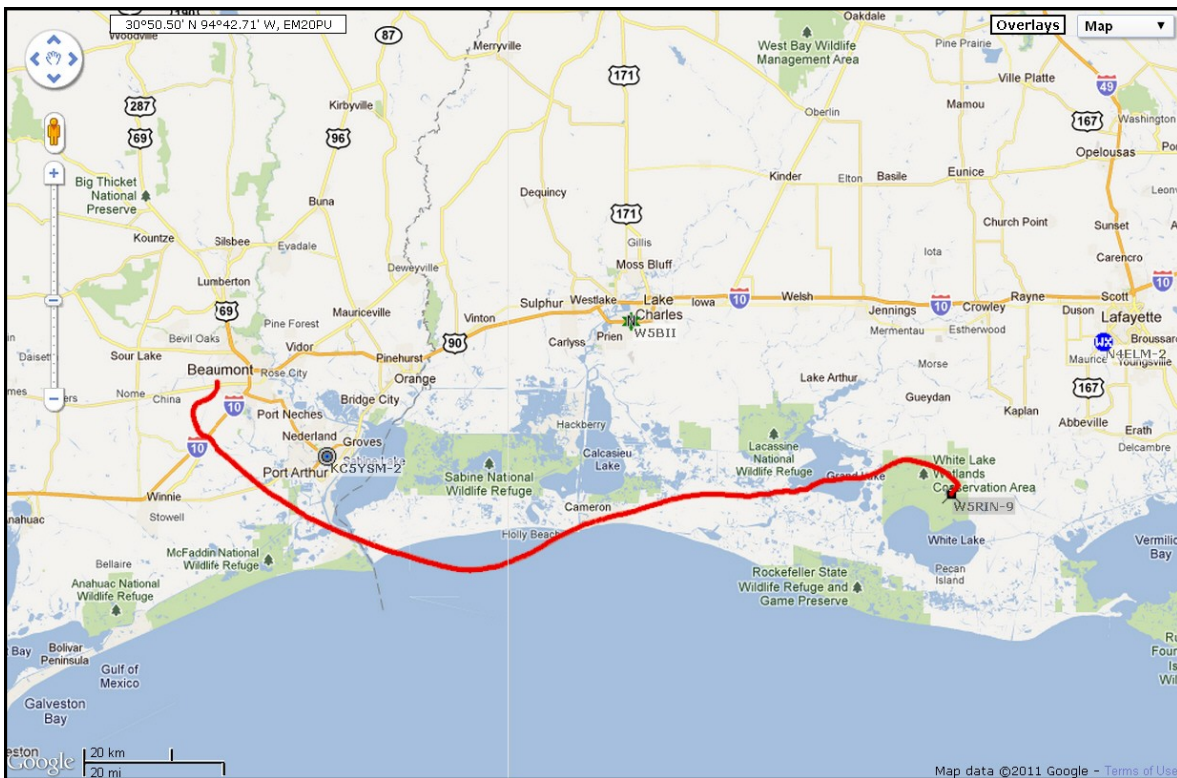 30°50.50' N 94°42.71' W, EM20PU
Overlays
Map
Woodville
190
87
Merryville
Oakdale
West Bay Wildlife
Management Area
Pine Prairie
Ville Platte
171
49
287
Kirbyville
Oberlin
Mamou
Washington
69
96
167
Opelousas
Big Thicket
National
Preserve
Buna
Dequincy
Kinder
Elton
Basile
Eunice
171
Church Point
Sunset
Kountze
Silsbee
Evadale
Gillis
Iota
Carencro
Deweyville
Moss Bluff
Lumberton
Mauriceville
Sulphur
Westlake
Lake
Charles
Iowa
10
Welsh
Jennings
10
Crowley
Rayne
Scott
10
69
Pine Forest
Vinton
W5BII
Prien
Carlyss
Mermentau
Estherwood
Duson
Lafayette
Bevil Oaks
Vidor
90
Pinehurst
Sour Lake
Morse
WX
N4ELM-2
Broussard
Maurice
Youngsville
Beaumont
Rose City
Orange
Lake Arthur
Nome
China
10
Bridge City
Gueydan
Kaplan
167
Port Neches
Abbeville
Hackberry
Erath
Nederland
Groves
Lacassine
National
Wildlife Refuge
Delcambre
10
KC5YSM-2
Port Arthur
Calcasieu
Lake
Sabine National
Wildlife Refuge
Grand Lake
White Lake
Wetlands
Conservation Area
Winnie
W5RIN-9
Stowell
Cameron
Anahuac
Holly Beach
White Lake
Vermilion
Bay
McFaddin National
Wildlife Refuge
Bellaire
Pecan
Island
Anahuac National
Wildlife Refuge
Rockefeller State
Wildlife Refuge and
Game Preserve
Bay
Bolivar
Peninsula
Gulf of
Mexico
Galveston
Bay
Google
20 km
20 mi
Map data ©2011 Google - Terms of Use